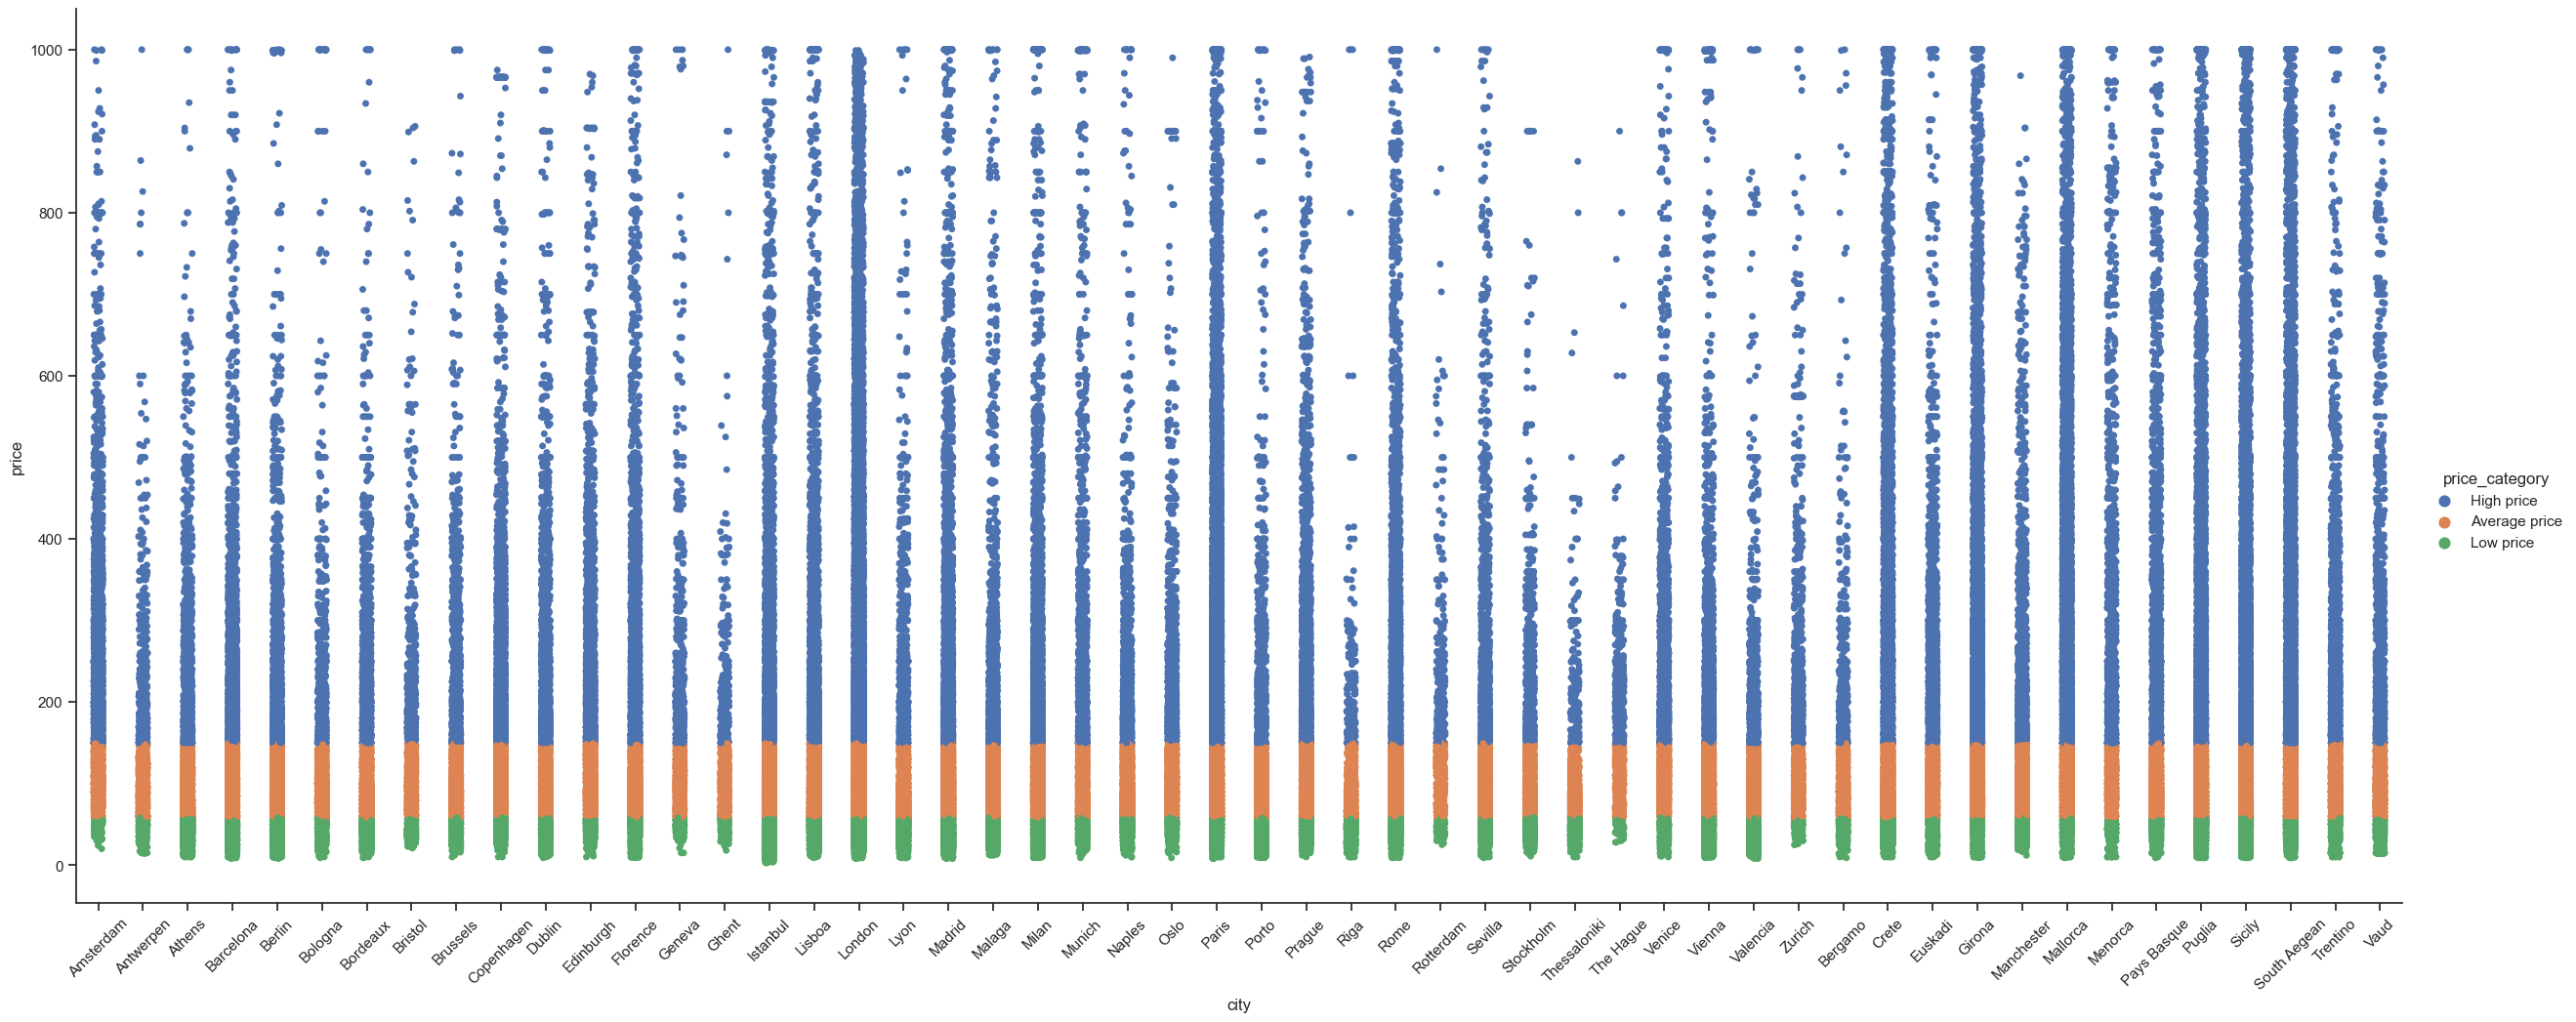 price
1000
800
600
400
200
0
Amsterdam
Antwerpen
Athens
Barcelona
Berlin
Bologna
Bordeaux
Bristol
Brussels
Copenhagen
Dublin
Edinburgh
Florence
Geneva
Ghent
Istanbul
Lisboa
London
Lyon
Madrid
Malaga
Milan
Munich
Naples
Oslo
Paris
Porto
Prague
Riga
Rome
Rotterdam
Sevilla
Stockholm
Thessaloniki
The Hague
Venice
Vienna
Valencia
Zurich
Bergamo
Crete
Euskadi
Girona
Manchester
Mallorca
Menorca
Pays Basque
Puglia
Sicily
South Aegean
Trentino
Vaud
city
price_category
High price
Average price
Low price